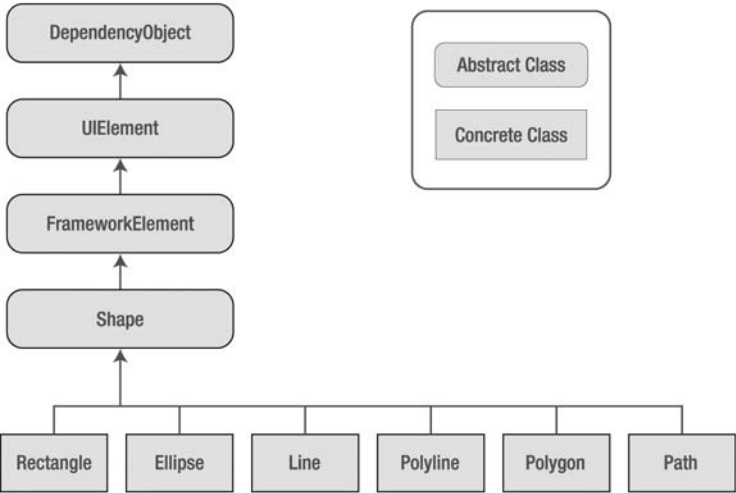 DependencyObject
UIElement
FrameworkElement
Shape
Abstract Class
Concrete Class
Rectangle
Ellipse
Line
Polyline
Polygon
Path